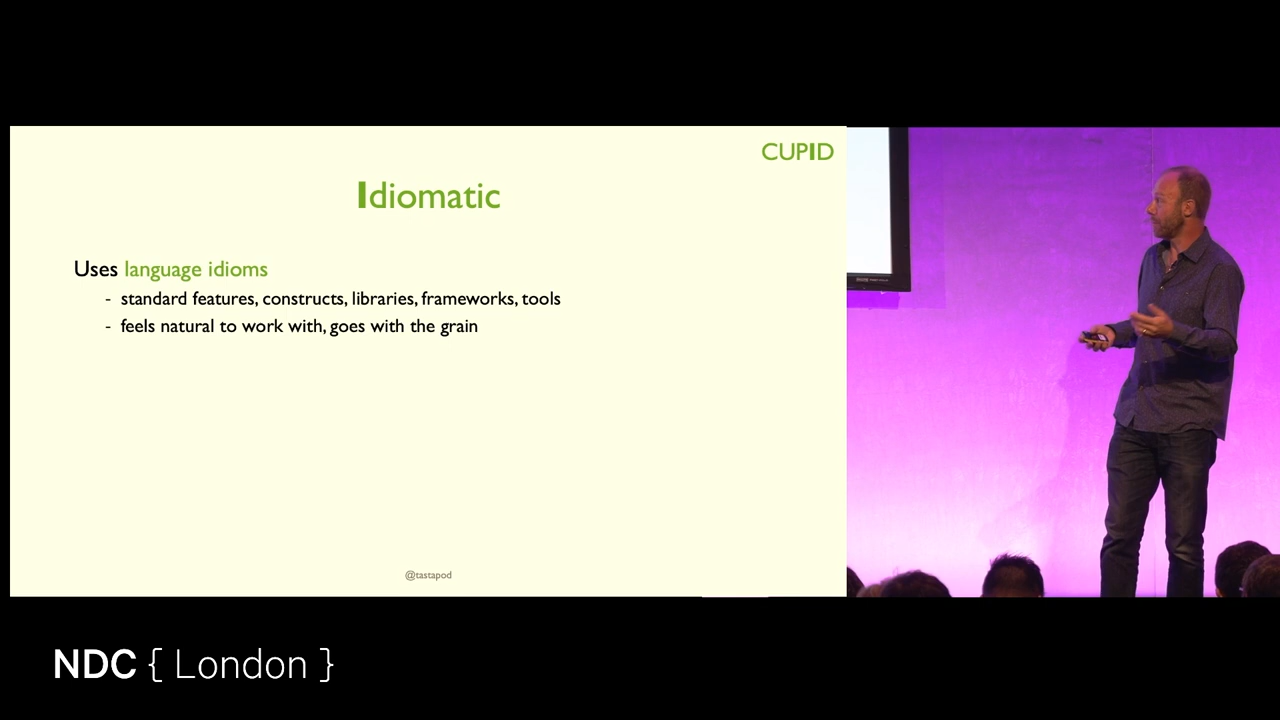 CUPID
Idiomatic
Uses language idioms
- standard features, constructs, libraries, frameworks, tools
- feels natural to work with, goes with the grain
@tastapod
NDC { London }